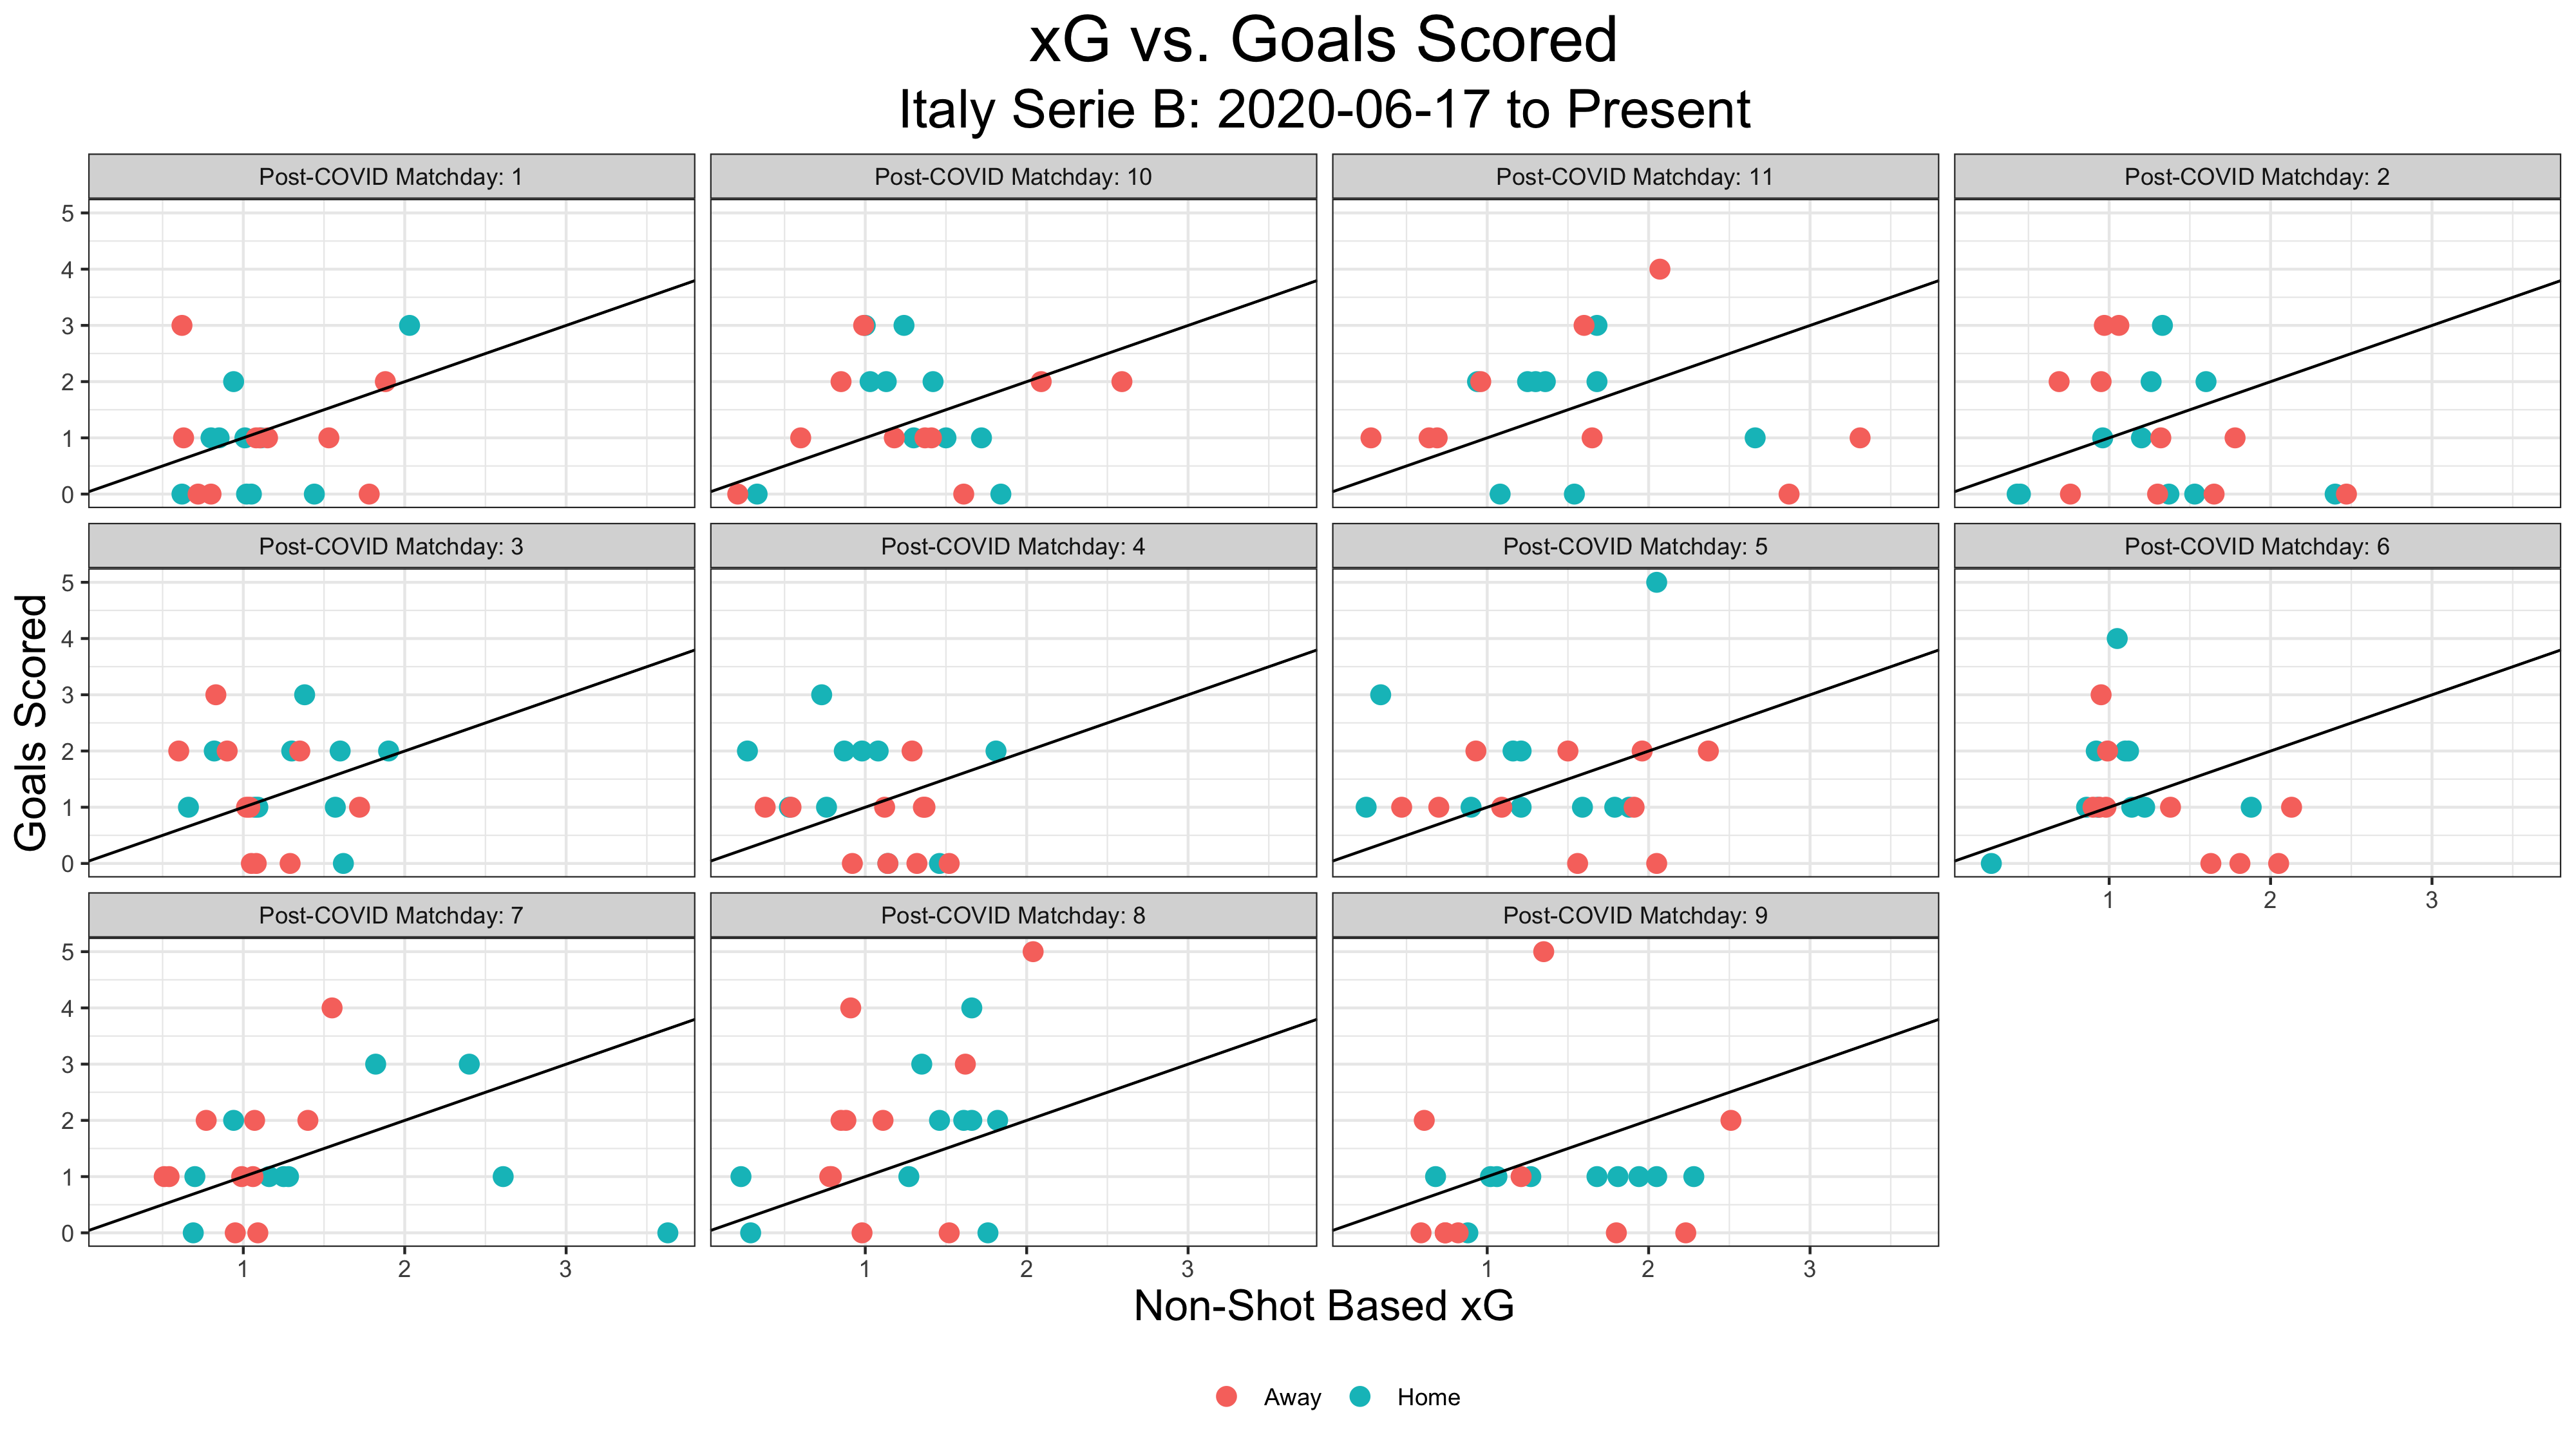 xG vs. Goals Scored
Italy Serie B: 2020-06-17 to Present
Post-COVID Matchday: 1
Post-COVID Matchday: 10
Post-COVID Matchday: 11
Post-COVID Matchday: 2
5
4
3
2
1
0
Post-COVID Matchday: 3
Post-COVID Matchday: 4
Post-COVID Matchday: 5
Post-COVID Matchday: 6
Goals Scored
5
4
3
2
1
0
1 2 3
Post-COVID Matchday: 7
Post-COVID Matchday: 8
Post-COVID Matchday: 9
5
4
3
2
1
0
1 2 3
1 2 3
1 2 3
Non-Shot Based xG
Away Home